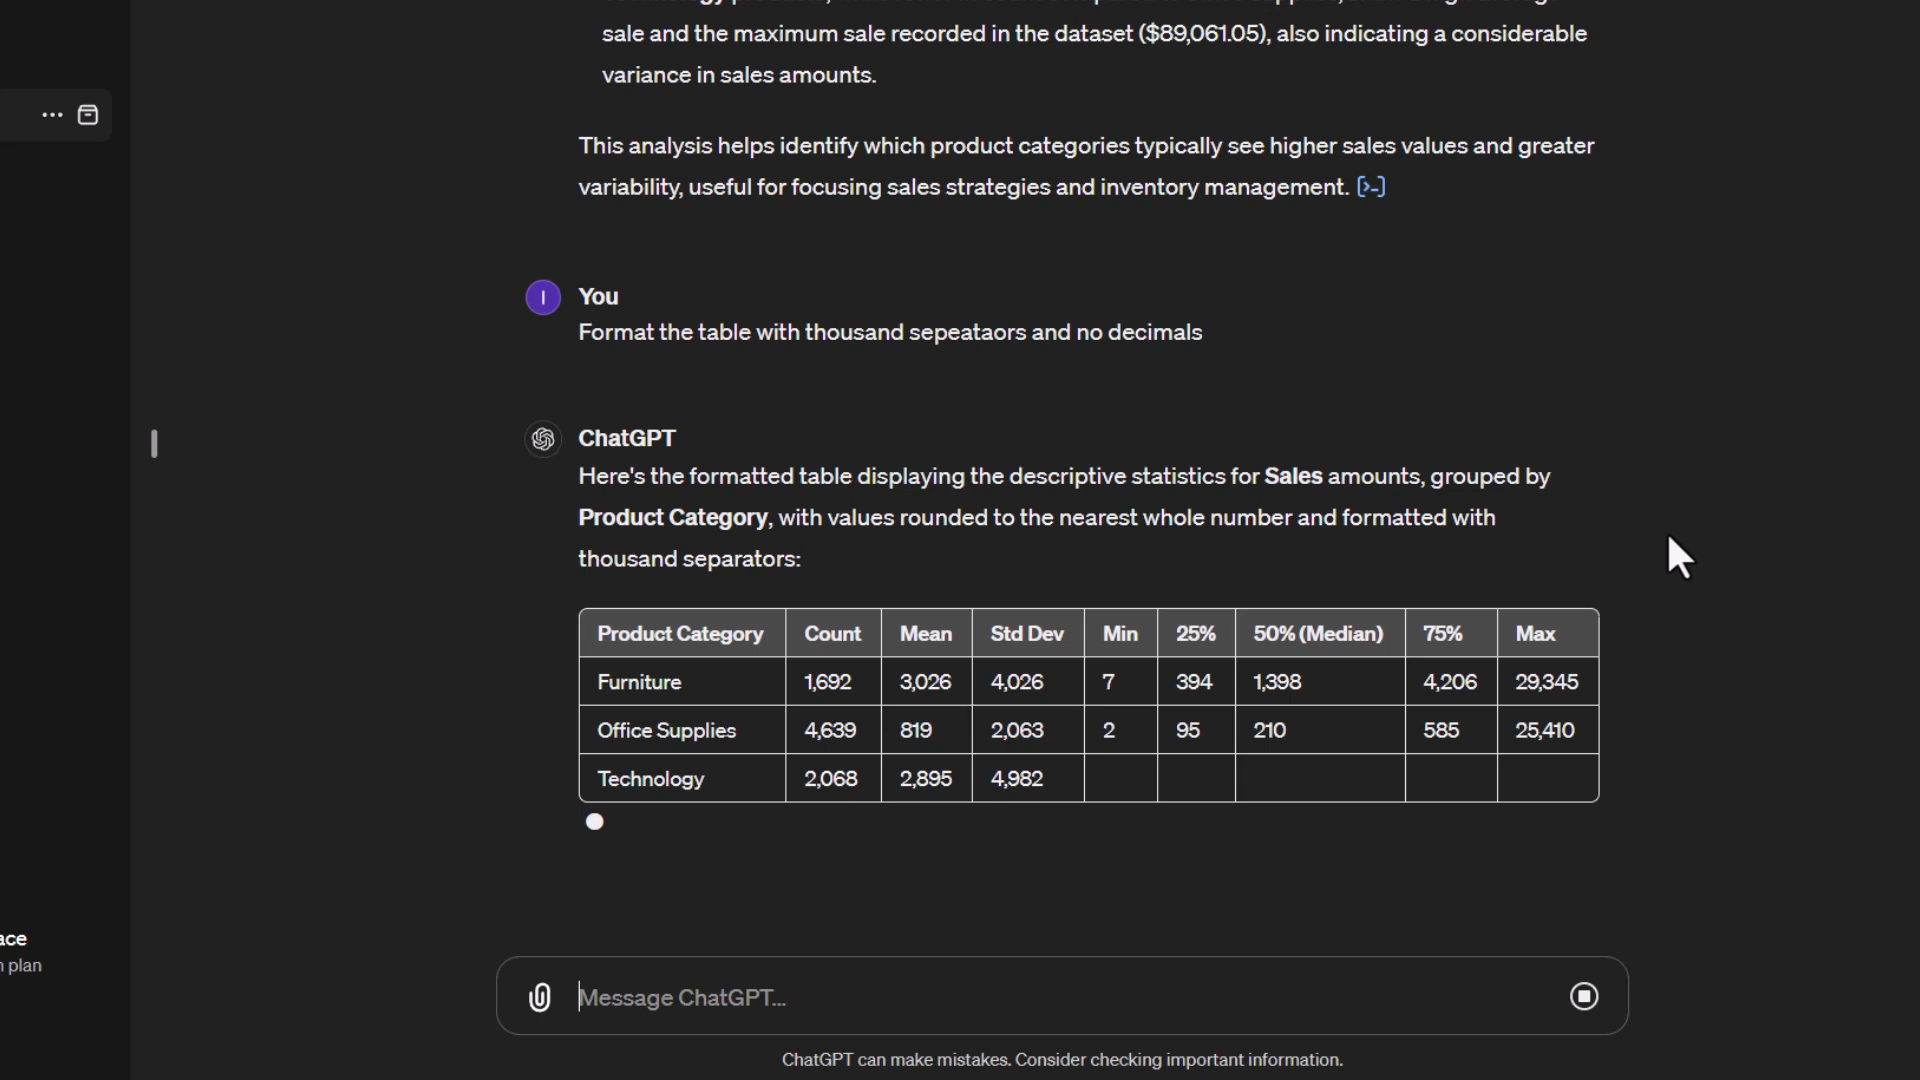 sale and the maximum sale recorded in the dataset ($89,061.05), also indicating a considerable
variance in sales amounts.
This analysis helps identify which product categories typically see higher sales values and greater
variability, useful for focusing sales strategies and inventory management. [>-]
I
You
Format the table with thousand sepeataors and no decimals
ChatGPT
Here's the formatted table displaying the descriptive statistics for Sales amounts, grouped by
Product Category, with values rounded to the nearest whole number and formatted with
thousand separators:
Product Category Count Mean Std Dev Min 25% 50% (Median) 75% Max
Furniture 1,692 3,026 4,026 7 394 1,398 4,206 29,345
Office Supplies 4,639 819 2,063 2 95 210 585 25,410
Technology 2,068 2,895 4,982
ace
n plan
Message ChatGPT...
ChatGPT can make mistakes. Consider checking important information.